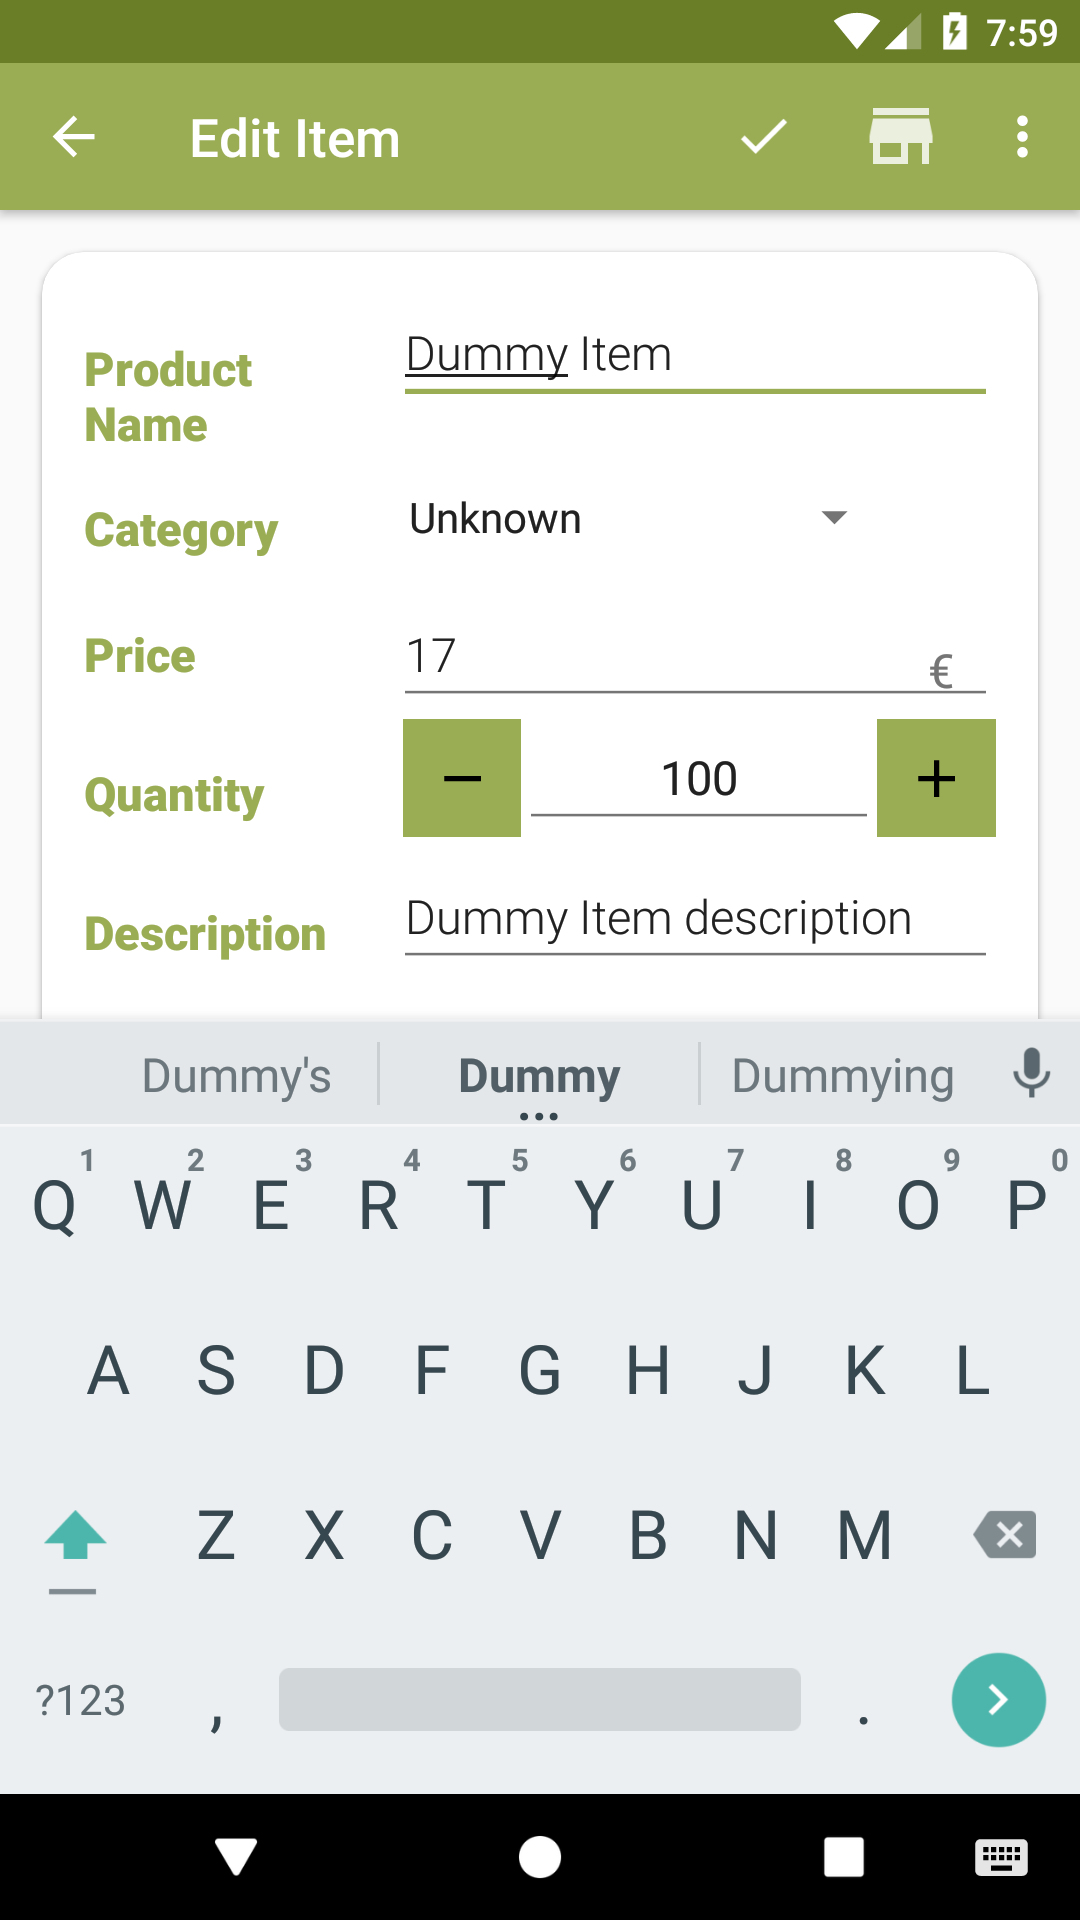 7:59
Edit Item
Product Name
Dummy Item
Category
Unknown
Price
17
€
Quantity
− 100 +
Description
Dummy Item description
Dummy's Dummy Dummying
1 2 3 4 5 6 7 8 9 0
Q W E R T Y U I O P
A S D F G H J K L
Z X C V B N M
?123 , .